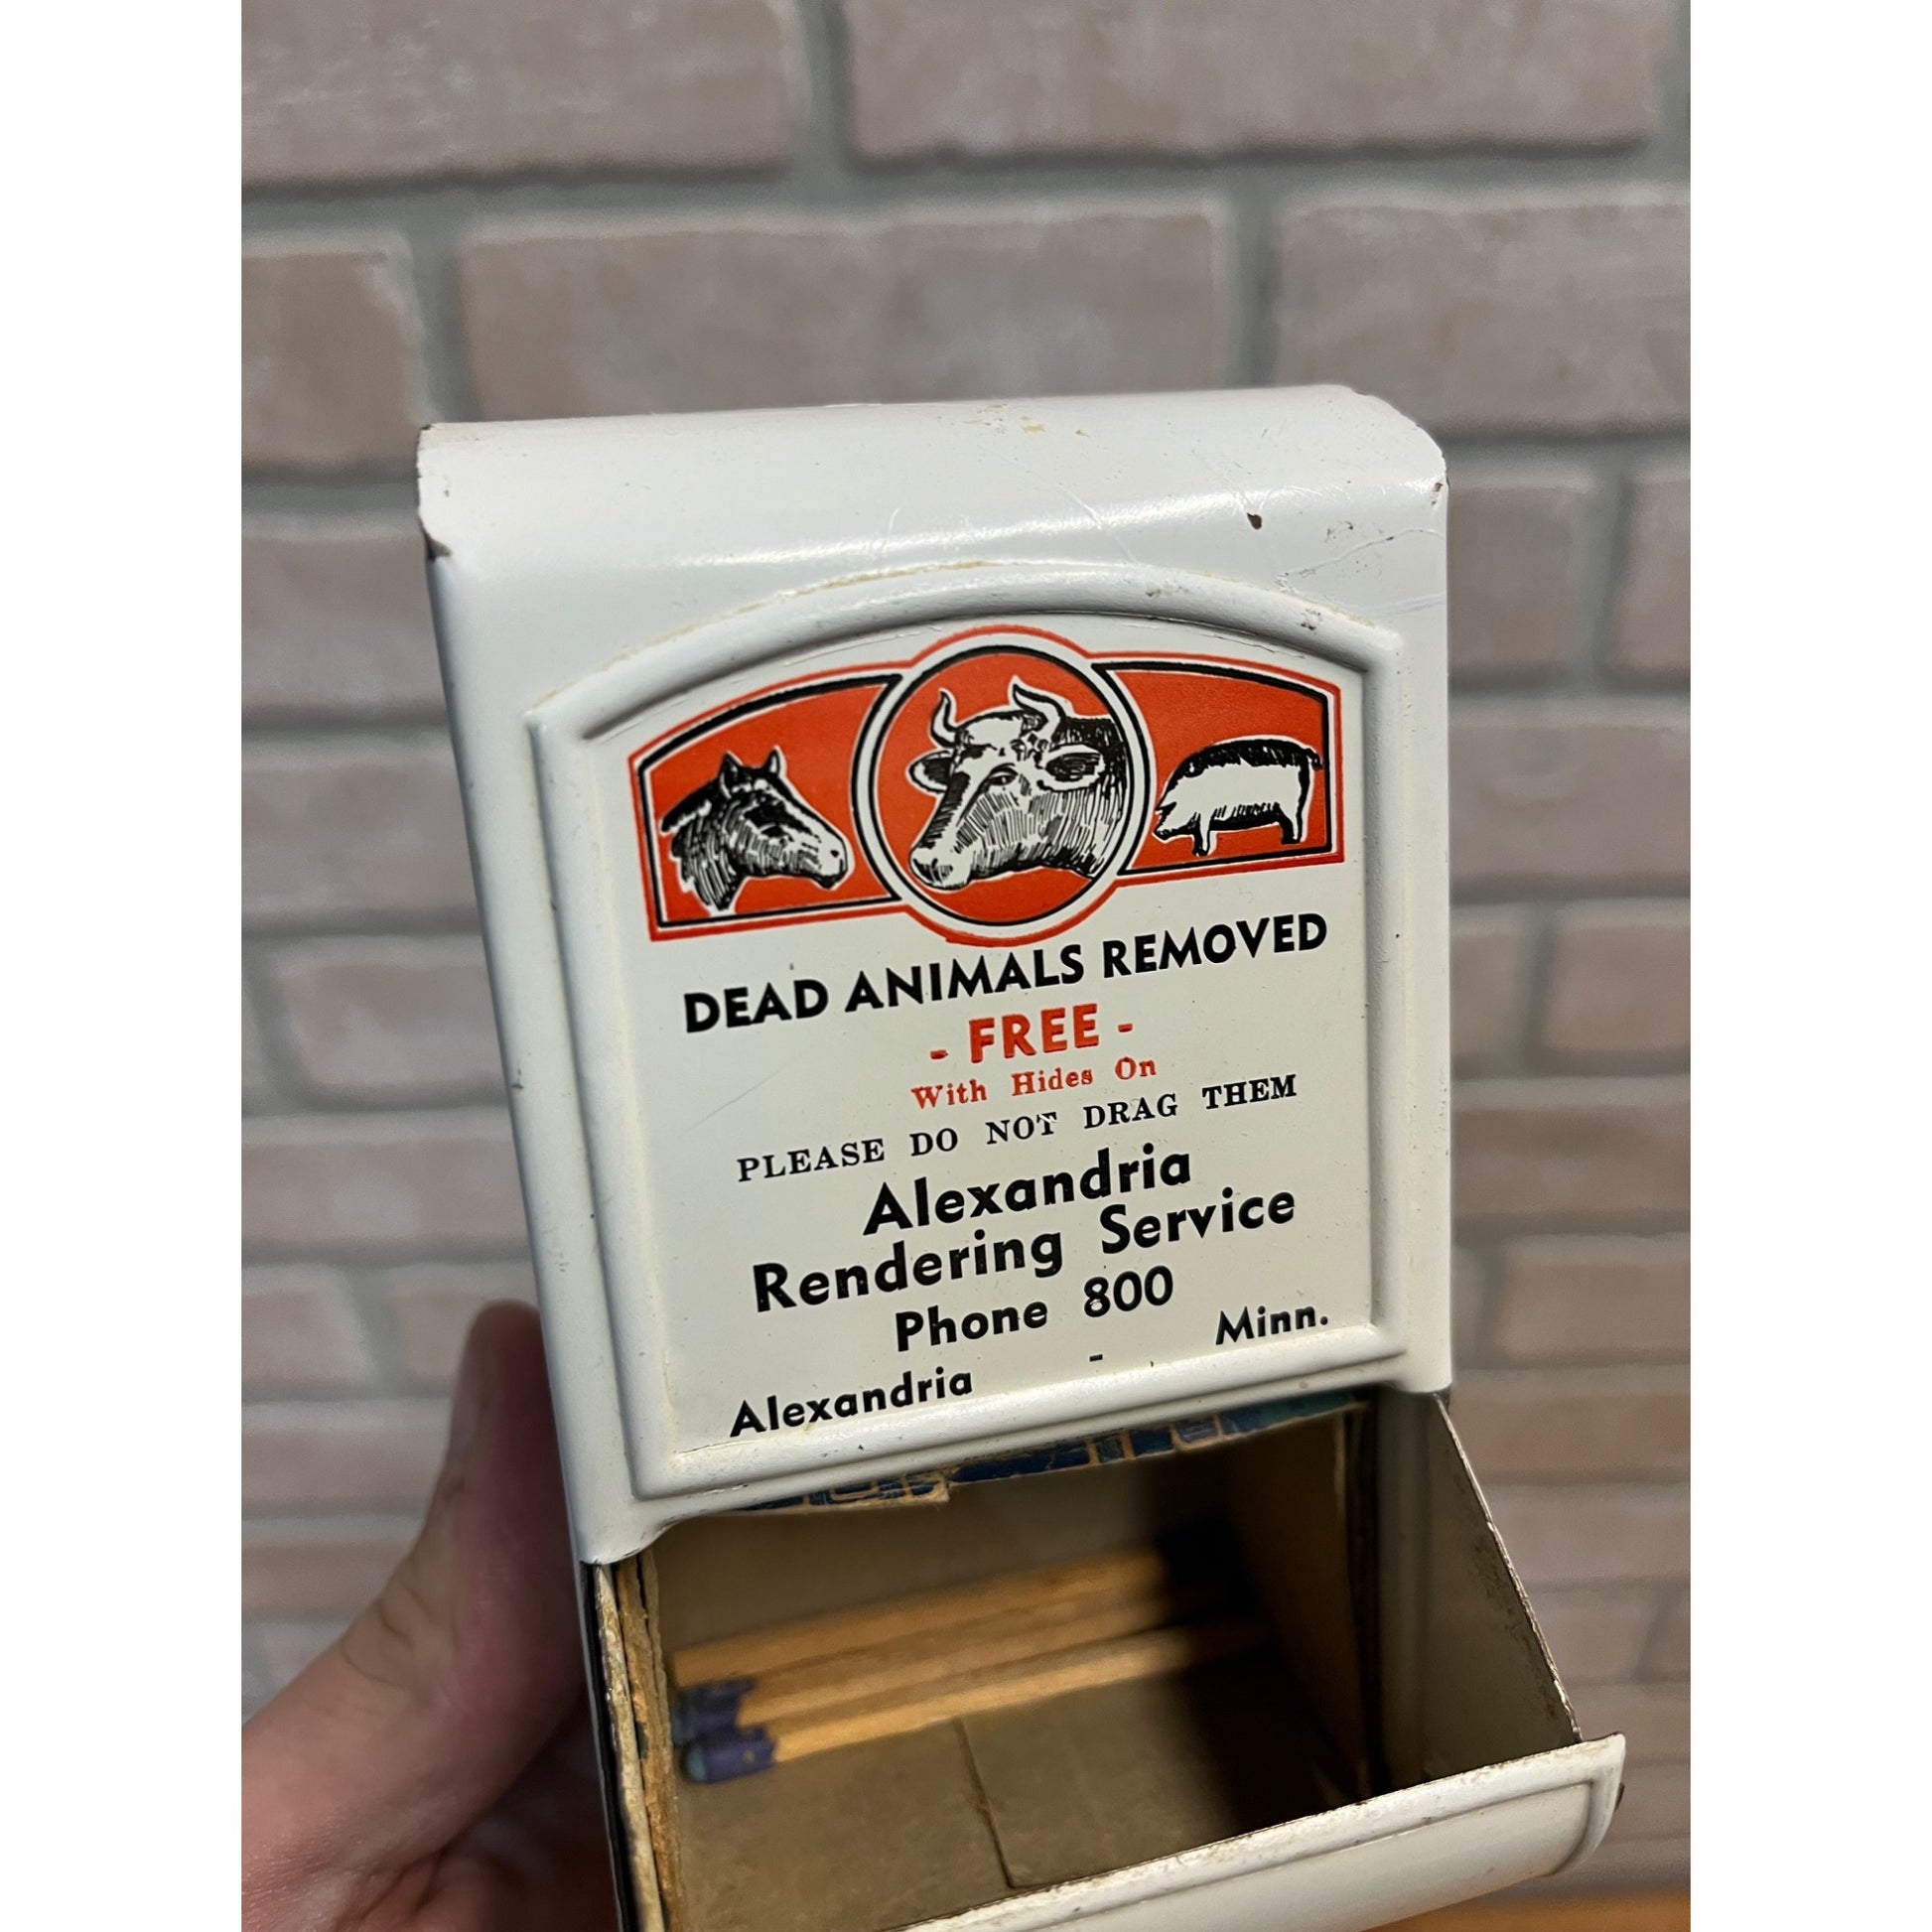 DEAD ANIMALS REMOVED
- FREE -
With Hides On
PLEASE DO NOT DRAG THEM
Alexandria
Rendering Service
Phone 800
Alexandria - Minn.